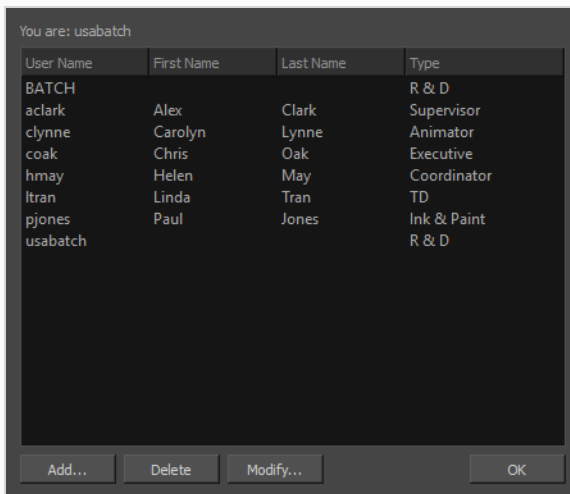 You are: usabatch
User Name First Name Last Name Type
BATCH R & D
aclark Alex Clark Supervisor
clynne Carolyn Lynne Animator
coak Chris Oak Executive
hmay Helen May Coordinator
ltran Linda Tran TD
pjones Paul Jones Ink & Paint
usabatch R & D
Add... Delete Modify... OK